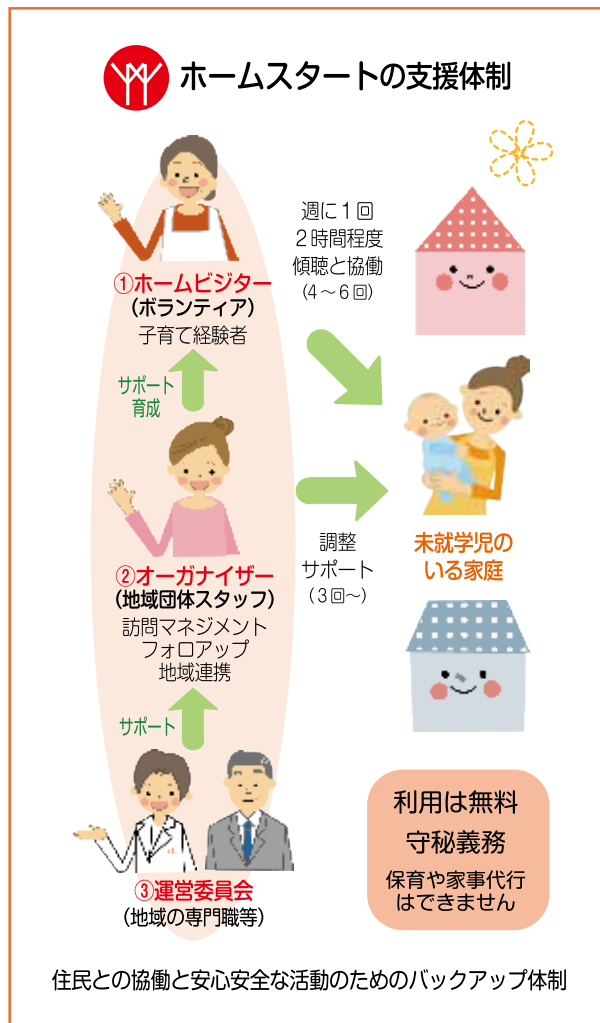 ホームスタートの支援体制
週に1回
2時間程度
傾聴と協働
(4～6回)
①ホームビジター
(ボランティア)
子育て経験者
サポート
育成
②オーガナイザー
(地域団体スタッフ)
訪問マネジメント
フォロアップ
地域連携
調整
サポート
(3回～)
未就学児の
いる家庭
サポート
③運営委員会
(地域の専門職等)
利用は無料
守秘義務
保育や家事代行
はできません
住民との協働と安心安全な活動のためのバックアップ体制